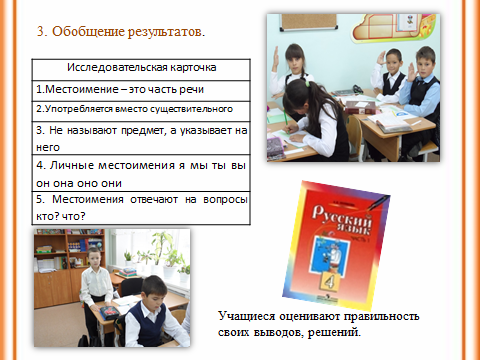 3. Обобщение результатов.
Исследовательская карточка
1.Местоимение – это часть речи
2.Употребляется вместо существительного
3. Не называют предмет, а указывает на
него
4. Личные местоимения я мы ты вы
он она оно они
5. Местоимения отвечают на вопросы
кто? что?
Русский
язык
ЧАСТЬ 1
4
Учащиеся оценивают правильность
своих выводов, решений.